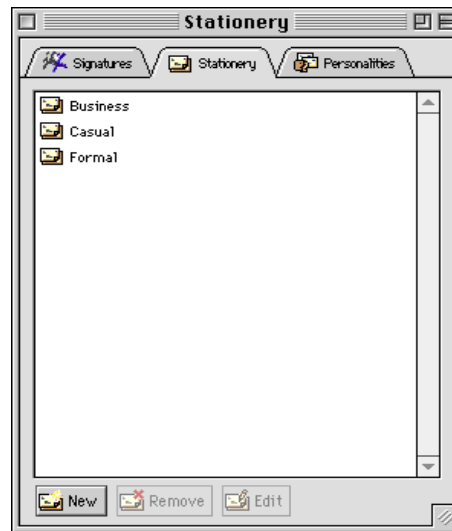 Stationery
Signatures Stationery Personalities
Business
Casual
Formal
New Remove Edit